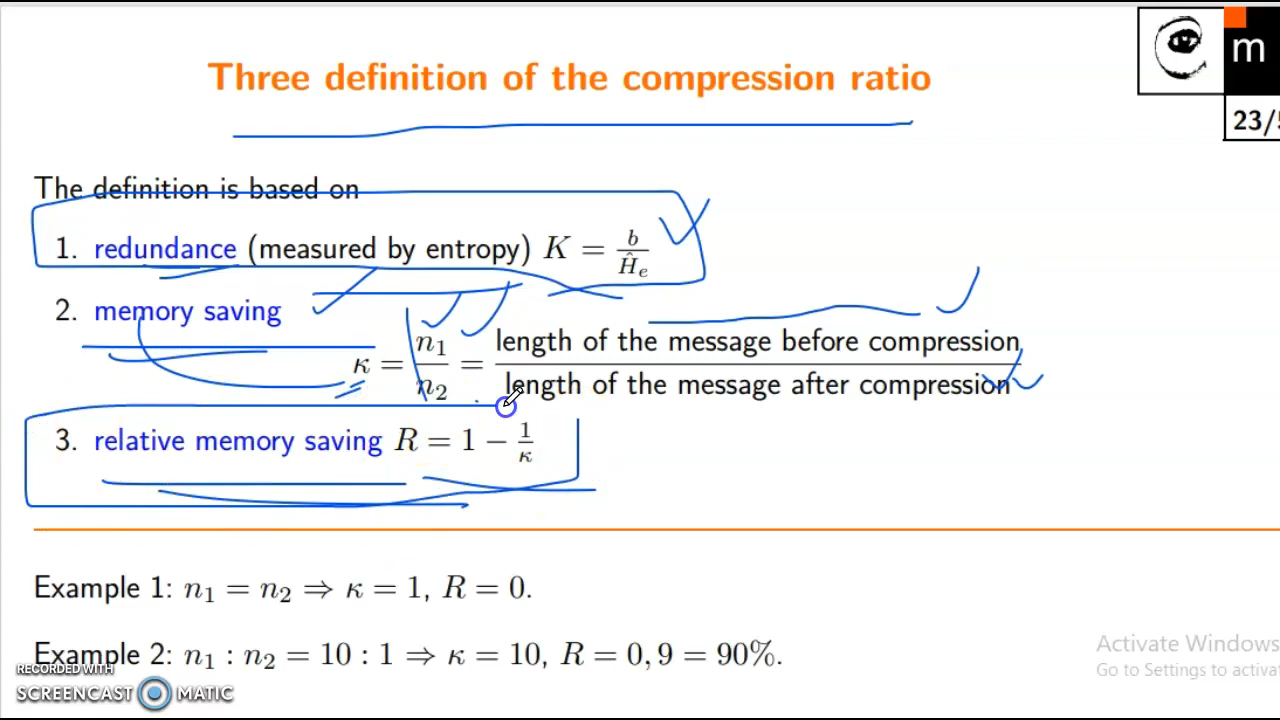 Three definition of the compression ratio
m
23/5
The definition is based on
1. redundance (measured by entropy) K = b/Ĥₑ
2. memory saving
κ = n₁/n₂ = length of the message before compression / length of the message after compression
3. relative memory saving R = 1 − 1/κ
Example 1: n₁ = n₂ ⇒ κ = 1, R = 0.
Example 2: n₁ : n₂ = 10 : 1 ⇒ κ = 10, R = 0,9 = 90%.
Activate Windows
Go to Settings to activa
RECORDED WITH
SCREENCAST MATIC